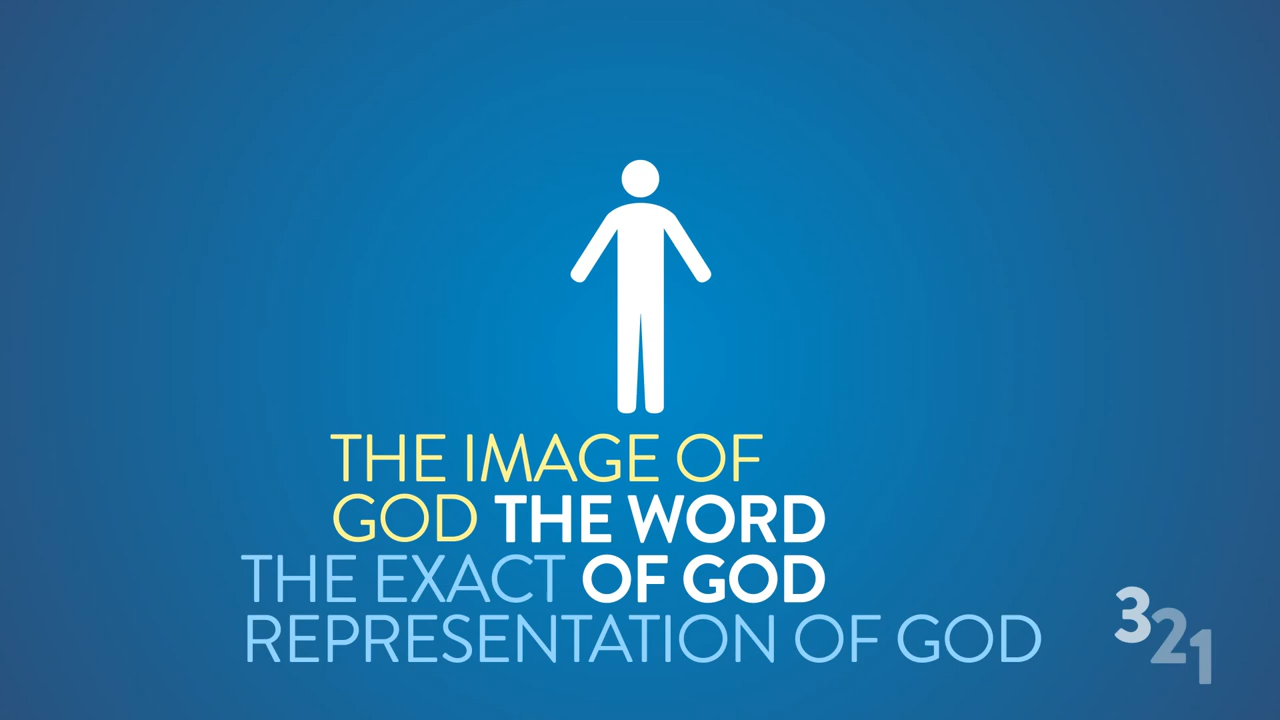 THE IMAGE OF
GOD THE WORD
THE EXACT OF GOD
REPRESENTATION OF GOD
321